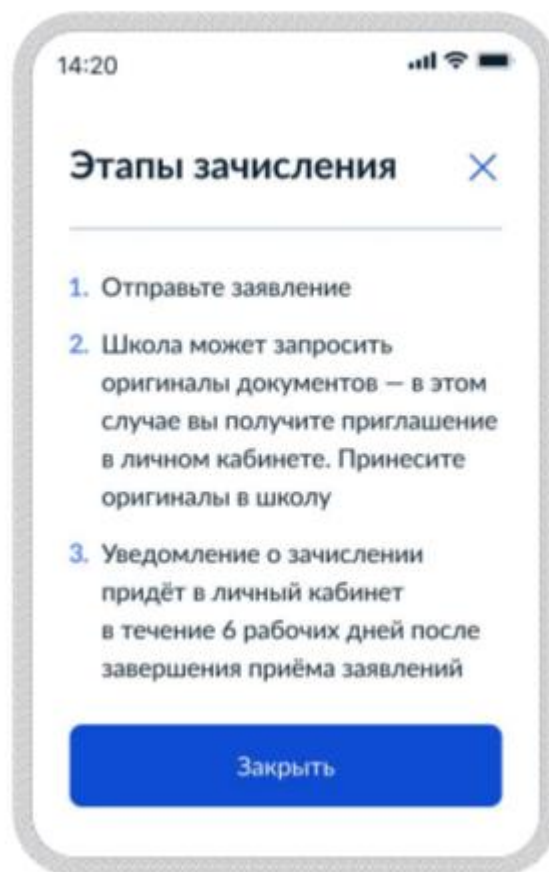 14:20
Этапы зачисления
1. Отправьте заявление
2. Школа может запросить
оригиналы документов — в этом
случае вы получите приглашение
в личном кабинете. Принесите
оригиналы в школу
3. Уведомление о зачислении
придёт в личный кабинет
в течение 6 рабочих дней после
завершения приёма заявлений
Закрыть